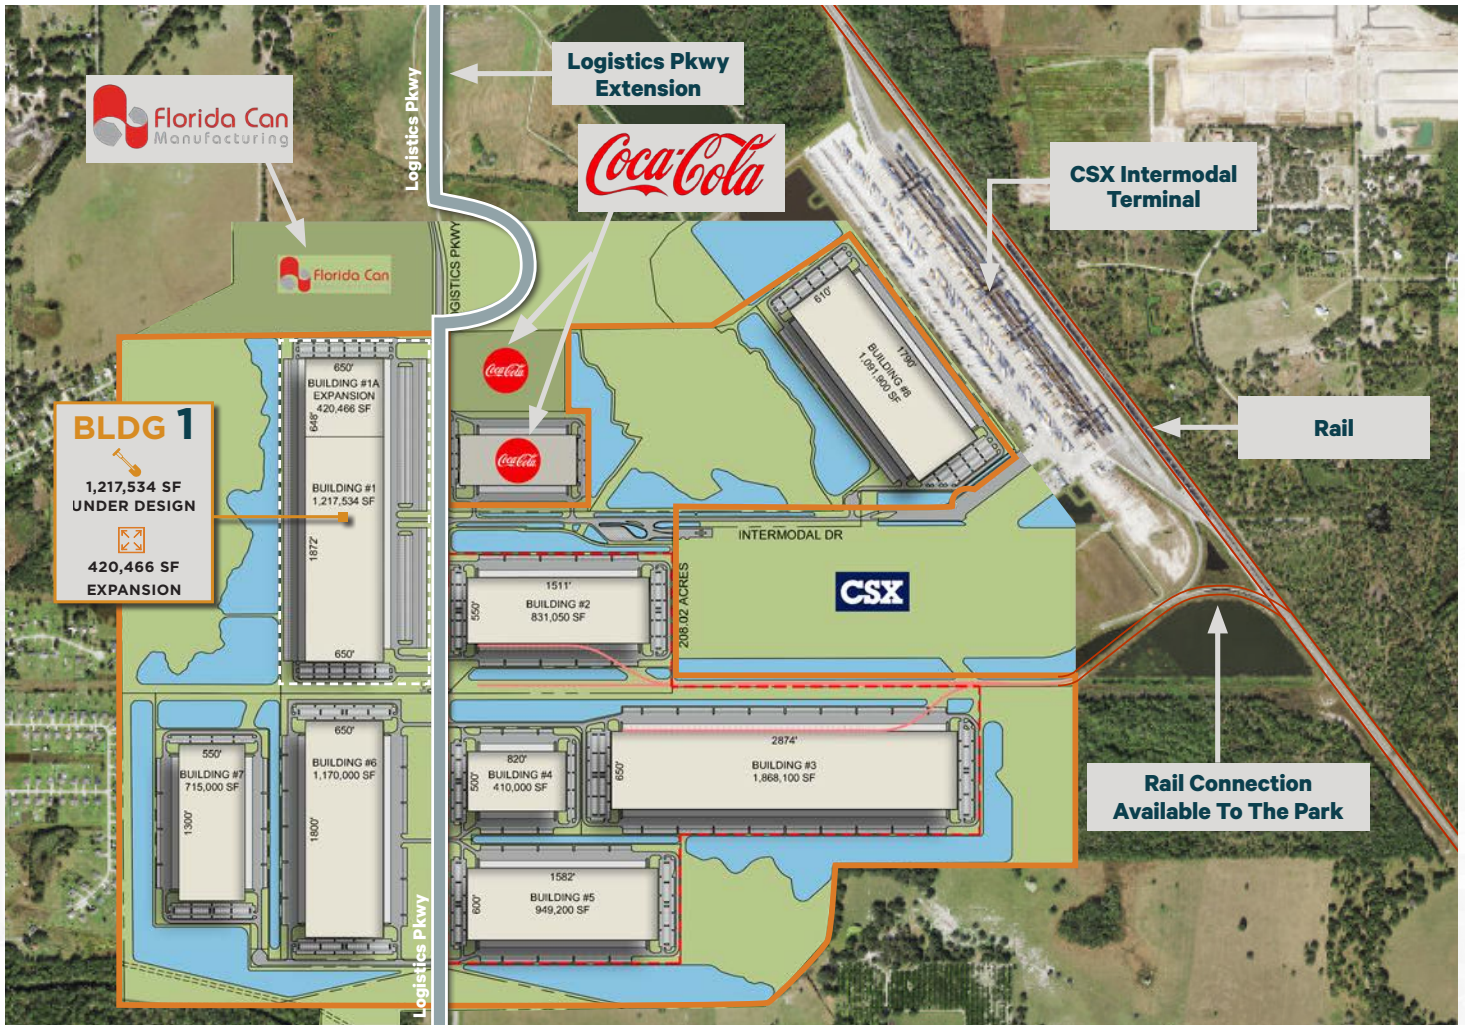 Logistics Pkwy
Logistics Pkwy
Extension
Florida Can
Manufacturing
Coca-Cola
CSX Intermodal
Terminal
LOGISTICS PKWY
Florida Can
610'
1790'
BUILDING #8
1,091,900 SF
Coca-Cola
Coca-Cola
650'
BUILDING #1A
EXPANSION
420,466 SF
648'
BUILDING #1
1,217,534 SF
1872'
650'
BLDG 1
1,217,534 SF
UNDER DESIGN
420,466 SF
EXPANSION
Rail
INTERMODAL DR
CSX
208.02 ACRES
1511'
BUILDING #2
831,050 SF
550'
550'
BUILDING #7
715,000 SF
1300'
650'
BUILDING #6
1,170,000 SF
1800'
820'
BUILDING #4
410,000 SF
500'
2874'
BUILDING #3
1,868,100 SF
650'
1582'
BUILDING #5
949,200 SF
600'
Rail Connection
Available To The Park
Logistics Pkwy